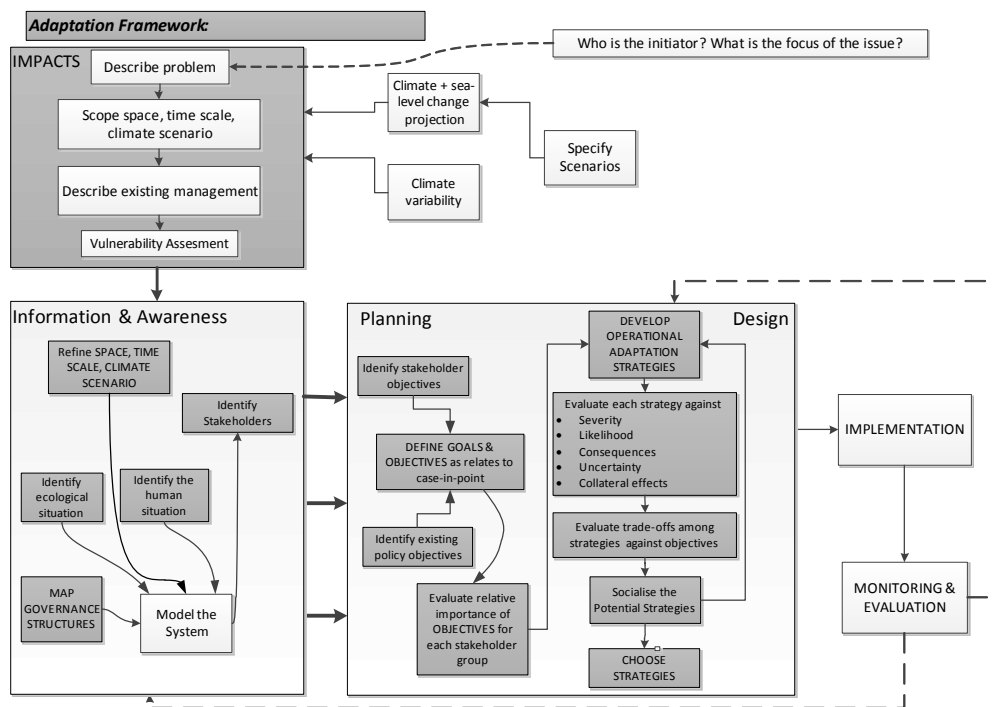 Adaptation Framework:
Who is the initiator? What is the focus of the issue?
IMPACTS
Describe problem
Scope space, time scale,
climate scenario
Describe existing management
Vulnerability Assesment
Climate + sea-
level change
projection
Climate
variability
Specify
Scenarios
Information & Awareness
Refine SPACE, TIME
SCALE, CLIMATE
SCENARIO
Identify
Stakeholders
Identify
ecological
situation
Identify the
human
situation
MAP
GOVERNANCE
STRUCTURES
Model the
System
Planning
Idenify stakeholder
objectives
DEFINE GOALS &
OBJECTIVES as relates to
case-in-point
Identify existing
policy objectives
Evaluate relative
importance of
OBJECTIVES for
each stakeholder
group
Design
DEVELOP
OPERATIONAL
ADAPTATION
STRATEGIES
Evaluate each strategy against
• Severity
• Likelihood
• Consequences
• Uncertainty
• Collateral effects
Evaluate trade-offs among
strategies against objectives
Socialise the
Potential Strategies
CHOOSE
STRATEGIES
IMPLEMENTATION
MONITORING &
EVALUATION